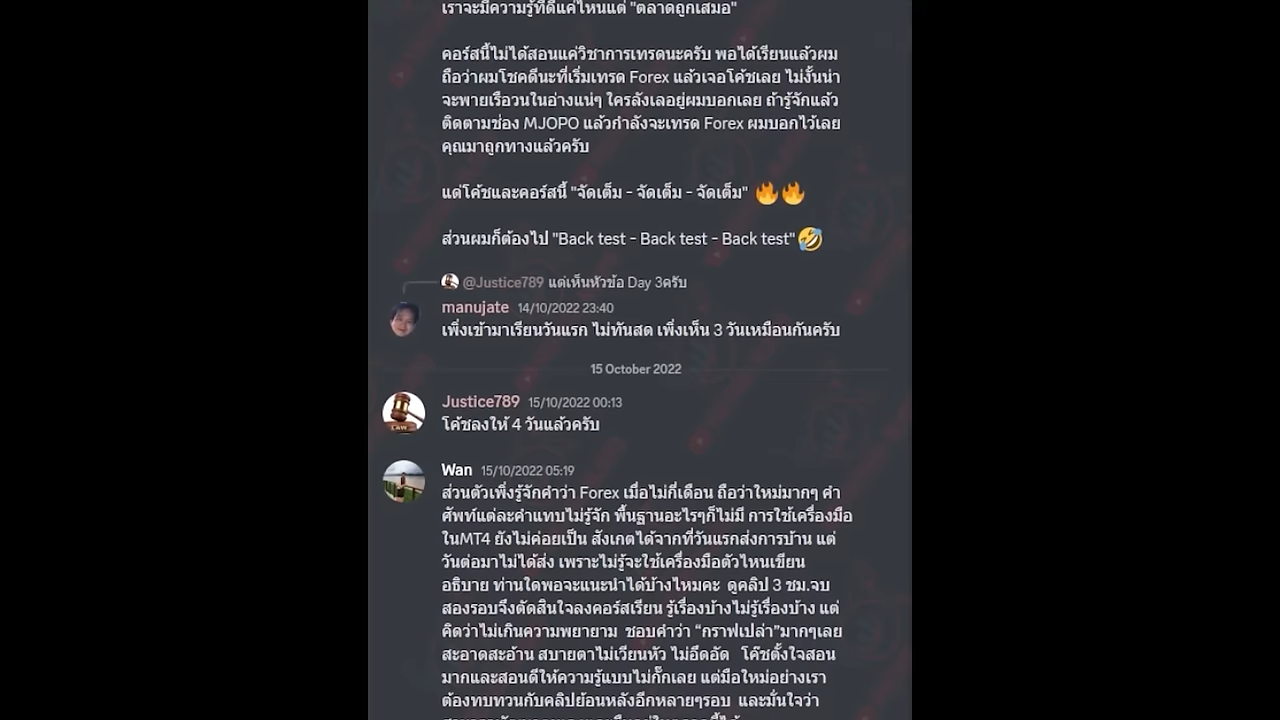 เราจะมีความรู้ที่ดีแค่ไหนแต่ "ตลาดถูกเสมอ"
คอร์สนี้ไม่ได้สอนแค่วิชาการเทรดนะครับ พอได้เรียนแล้วผม
ถือว่าผมโชคดีนะที่เริ่มเทรด Forex แล้วเจอโค้ชเลย ไม่งั้นน่า
จะพายเรือวนในอ่างแน่ๆ ใครลังเลอยู่ผมบอกเลย ถ้ารู้จักแล้ว
ติดตามช่อง MJOPO แล้วกำลังจะเทรด Forex ผมบอกไว้เลย
คุณมาถูกทางแล้วครับ
แด่โค้ชและคอร์สนี้ "จัดเต็ม - จัดเต็ม - จัดเต็ม" 🔥🔥
ส่วนผมก็ต้องไป "Back test - Back test - Back test" 🤣
@Justice789 แต่เห็นหัวข้อ Day 3ครับ
manujate 14/10/2022 23:40
เพิ่งเข้ามาเรียนวันแรก ไม่ทันสด เพิ่งเห็น 3 วันเหมือนกันครับ
15 October 2022
Justice789 15/10/2022 00:13
โค้ชลงให้ 4 วันแล้วครับ
Wan 15/10/2022 05:19
ส่วนตัวเพิ่งรู้จักคำว่า Forex เมื่อไม่กี่เดือน ถือว่าใหม่มากๆ คำ
ศัพท์แต่ละคำแทบไม่รู้จัก พื้นฐานอะไรๆก็ไม่มี การใช้เครื่องมือ
ในMT4 ยังไม่ค่อยเป็น สังเกตได้จากที่วันแรกส่งการบ้าน แต่
วันต่อมาไม่ได้ส่ง เพราะไม่รู้จะใช้เครื่องมือตัวไหนเขียน
อธิบาย ท่านใดพอจะแนะนำได้บ้างไหมคะ ดูคลิป 3 ชม.จบ
สองรอบจึงตัดสินใจลงคอร์สเรียน รู้เรื่องบ้างไม่รู้เรื่องบ้าง แต่
คิดว่าไม่เกินความพยายาม ชอบคำว่า “กราฟเปล่า”มากๆเลย
สะอาดสะอ้าน สบายตาไม่เวียนหัว ไม่อึดอัด โค๊ชตั้งใจสอน
มากและสอนดีให้ความรู้แบบไม่กั๊กเลย แต่มือใหม่อย่างเรา
ต้องทบทวนกับคลิปย้อนหลังอีกหลายๆรอบ และมั่นใจว่า